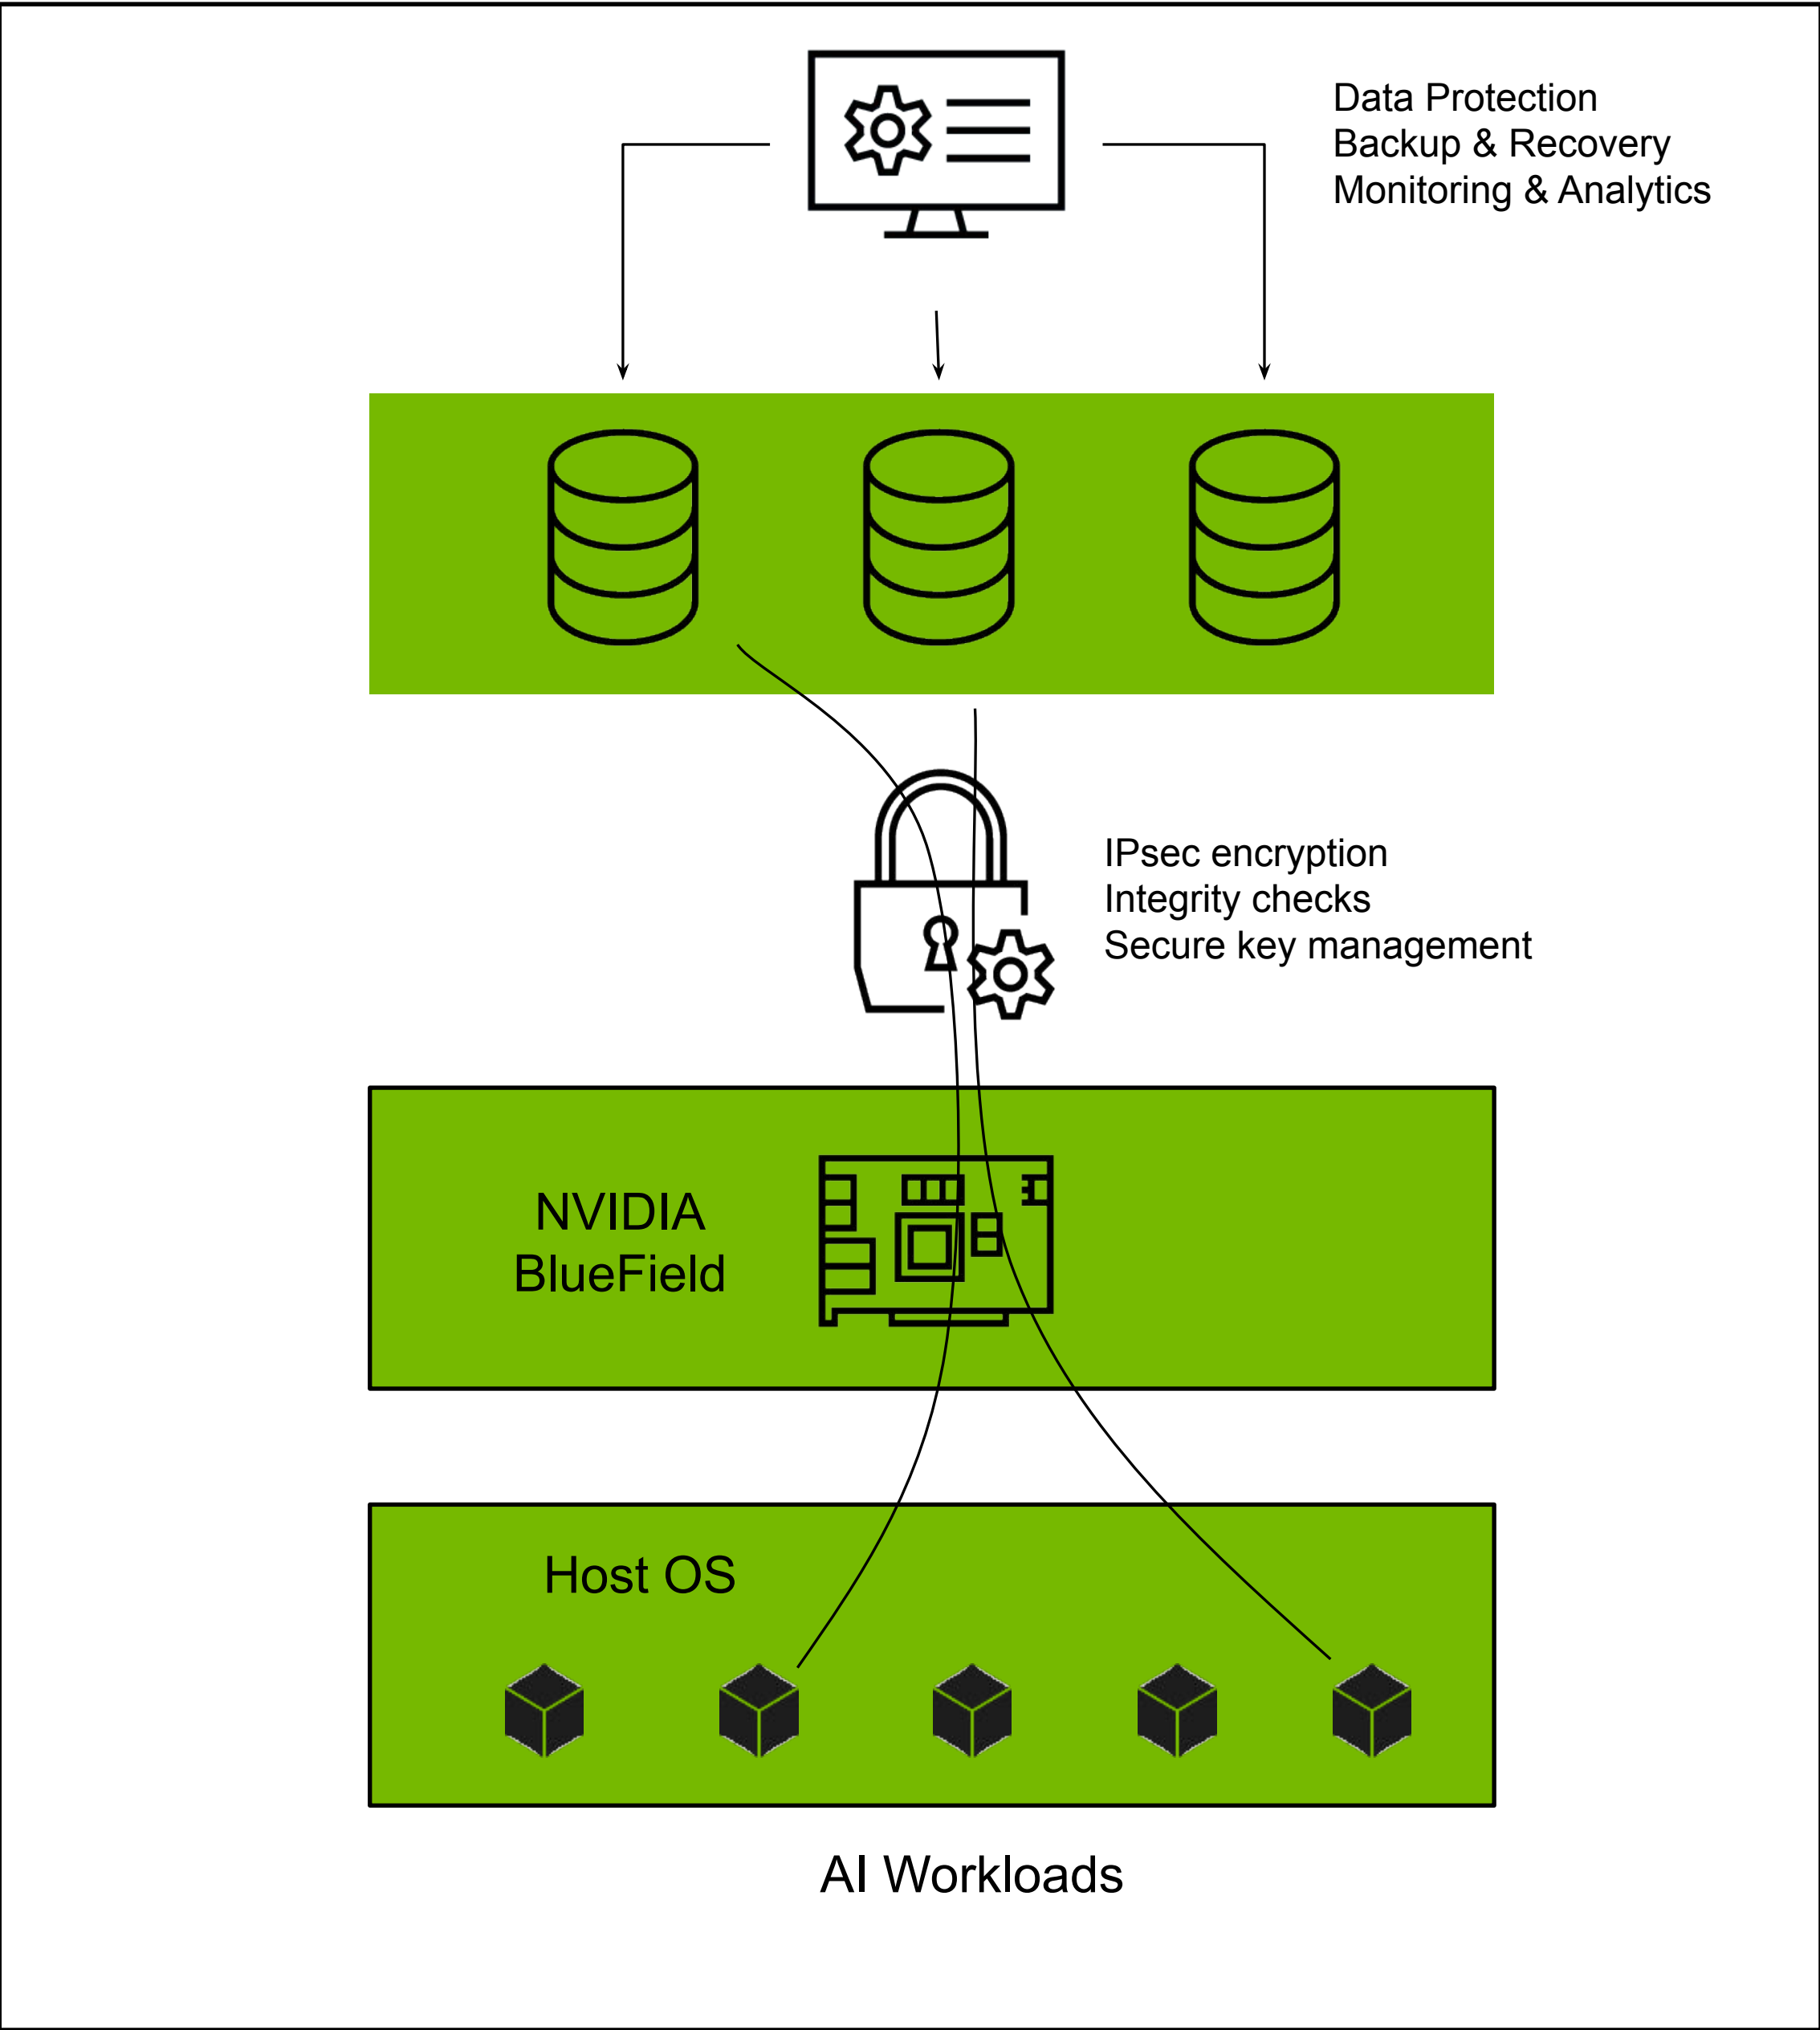 Data Protection
Backup & Recovery
Monitoring & Analytics
IPsec encryption
Integrity checks
Secure key management
NVIDIA
BlueField
Host OS
AI Workloads